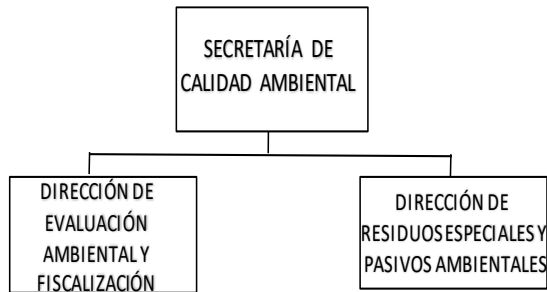 SECRETARÍA DE
CALIDAD AMBIENTAL
DIRECCIÓN DE
EVALUACIÓN
AMBIENTAL Y
FISCALIZACIÓN
DIRECCIÓN DE
RESIDUOS ESPECIALES Y
PASIVOS AMBIENTALES